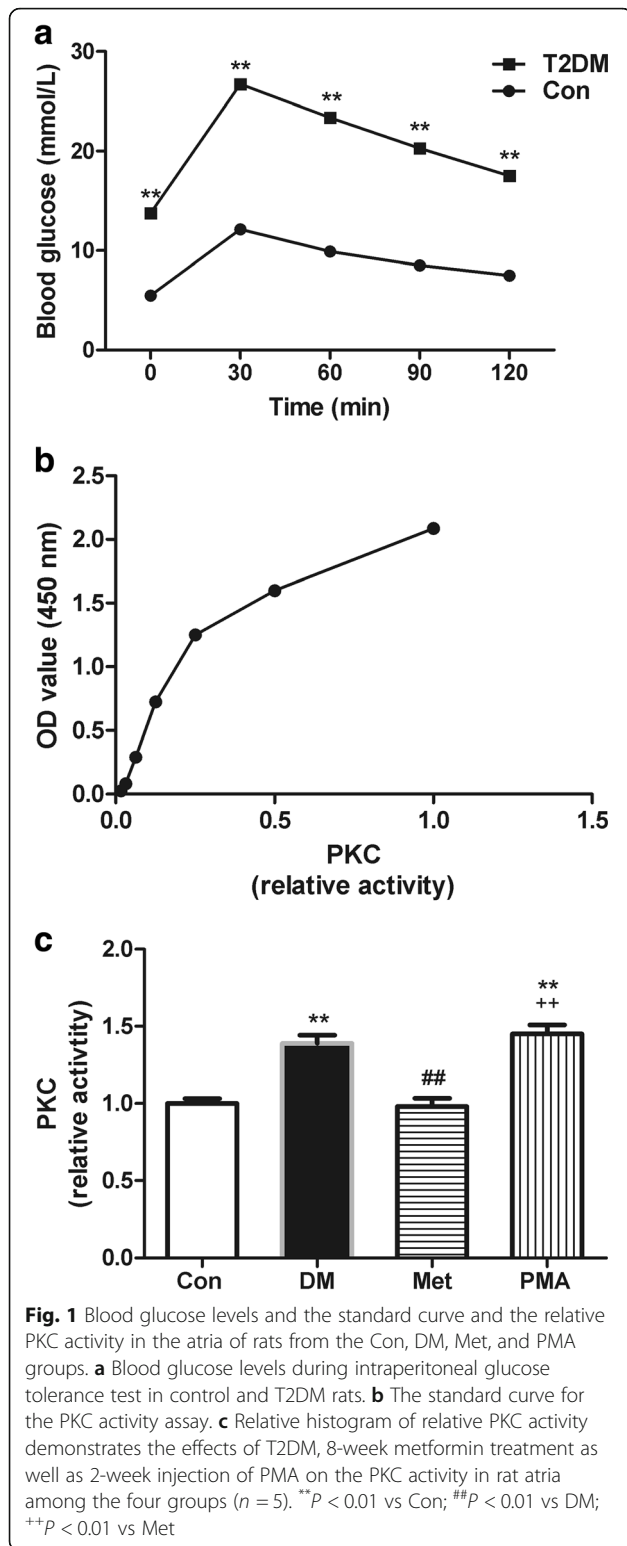 a
30
20
10
0
Blood glucose (mmol/L)
**
**
**
**
**
T2DM
Con
0 30 60 90 120
Time (min)
b
2.5
2.0
1.5
1.0
0.5
0.0
OD value (450 nm)
0.0 0.5 1.0 1.5
PKC
(relative activity)
c
2.0
1.5
1.0
0.5
0.0
PKC
(relative activtity)
**
##
**
++
Con DM Met PMA
Fig. 1 Blood glucose levels and the standard curve and the relative
PKC activity in the atria of rats from the Con, DM, Met, and PMA
groups. a Blood glucose levels during intraperitoneal glucose
tolerance test in control and T2DM rats. b The standard curve for
the PKC activity assay. c Relative histogram of relative PKC activity
demonstrates the effects of T2DM, 8-week metformin treatment as
well as 2-week injection of PMA on the PKC activity in rat atria
among the four groups (n = 5). **P < 0.01 vs Con; ##P < 0.01 vs DM;
++P < 0.01 vs Met